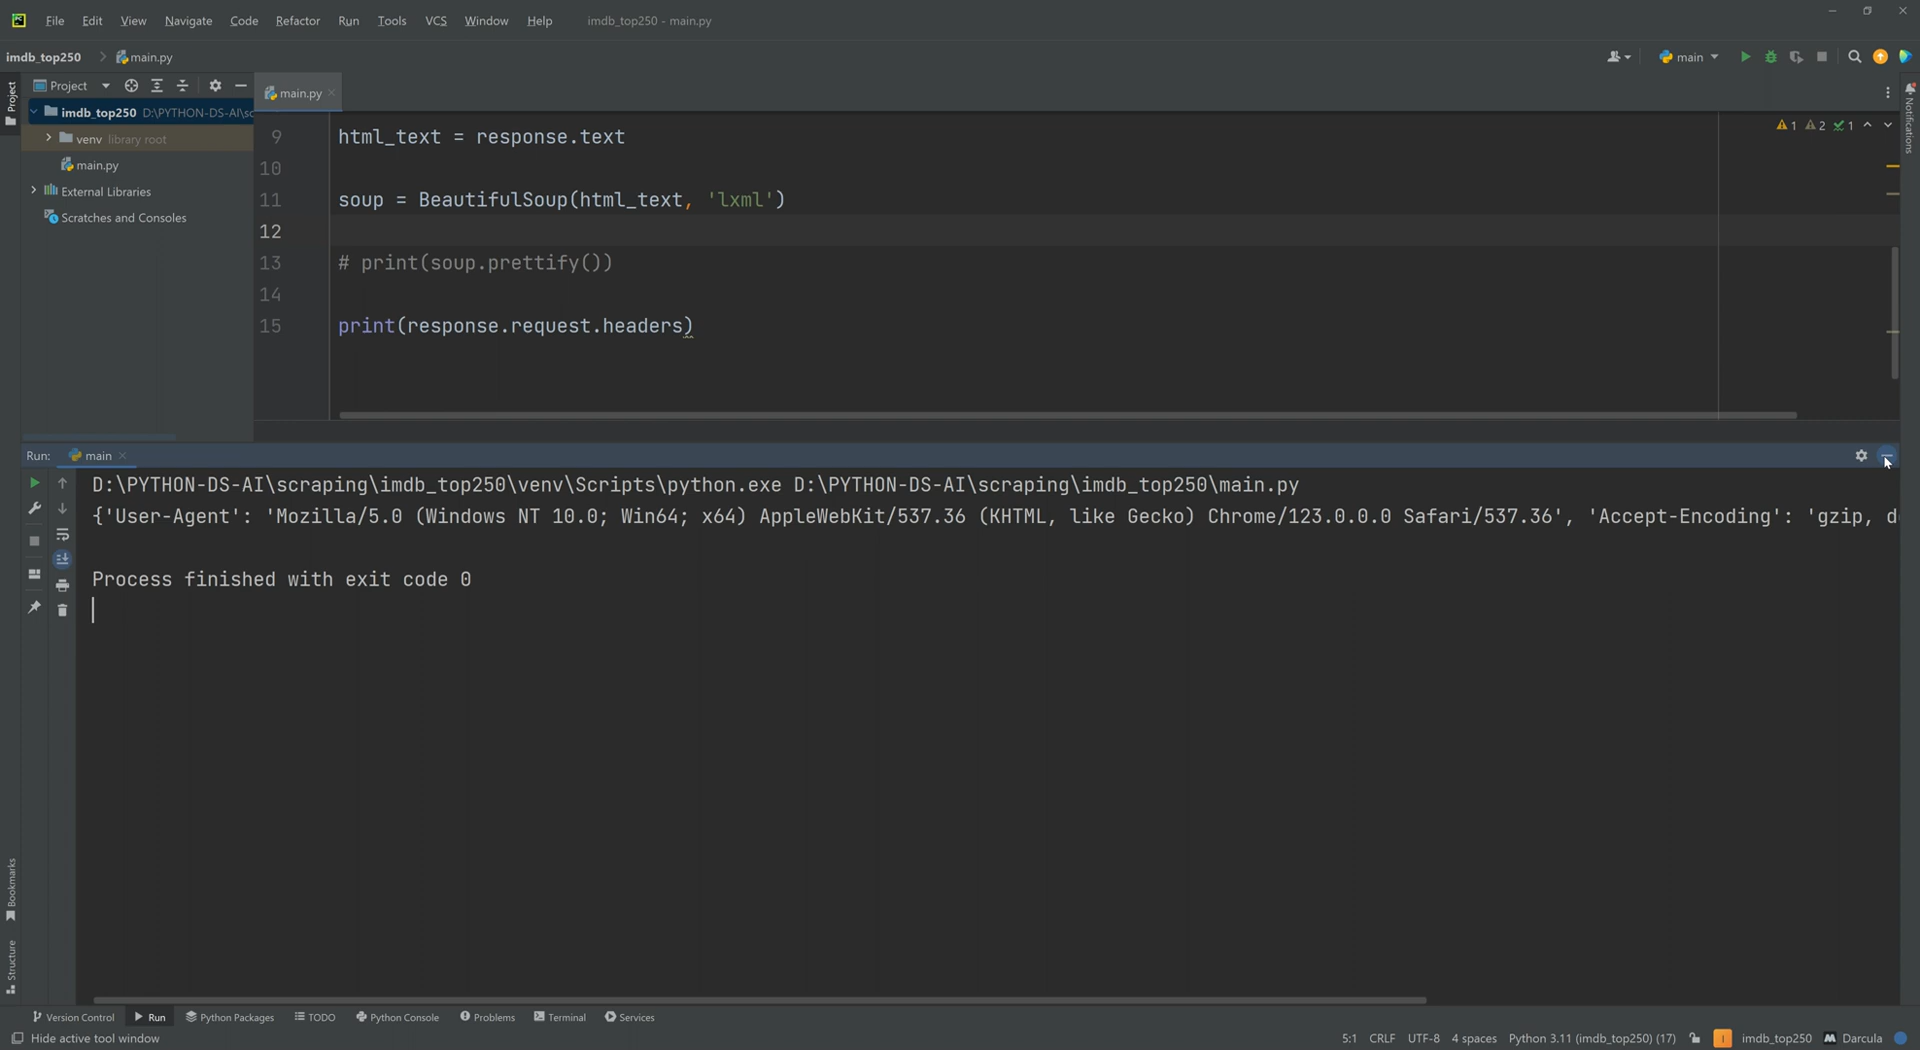 File Edit View Navigate Code Refactor Run Tools VCS Window Help imdb_top250 - main.py
imdb_top250 main.py main
Project
imdb_top250 D:\PYTHON-DS-AI\sc
venv library root
main.py
External Libraries
Scratches and Consoles
Project
Bookmarks
Structure
Notifications
main.py
1 2 1
9 html_text = response.text
10
11 soup = BeautifulSoup(html_text, 'lxml')
12
13 # print(soup.prettify())
14
15 print(response.request.headers)
Run: main
D:\PYTHON-DS-AI\scraping\imdb_top250\venv\Scripts\python.exe D:\PYTHON-DS-AI\scraping\imdb_top250\main.py
{'User-Agent': 'Mozilla/5.0 (Windows NT 10.0; Win64; x64) AppleWebKit/537.36 (KHTML, like Gecko) Chrome/123.0.0.0 Safari/537.36', 'Accept-Encoding': 'gzip, d
Process finished with exit code 0
Version Control Run Python Packages TODO Python Console Problems Terminal Services
Hide active tool window 5:1 CRLF UTF-8 4 spaces Python 3.11 (imdb_top250) (17) imdb_top250 Darcula